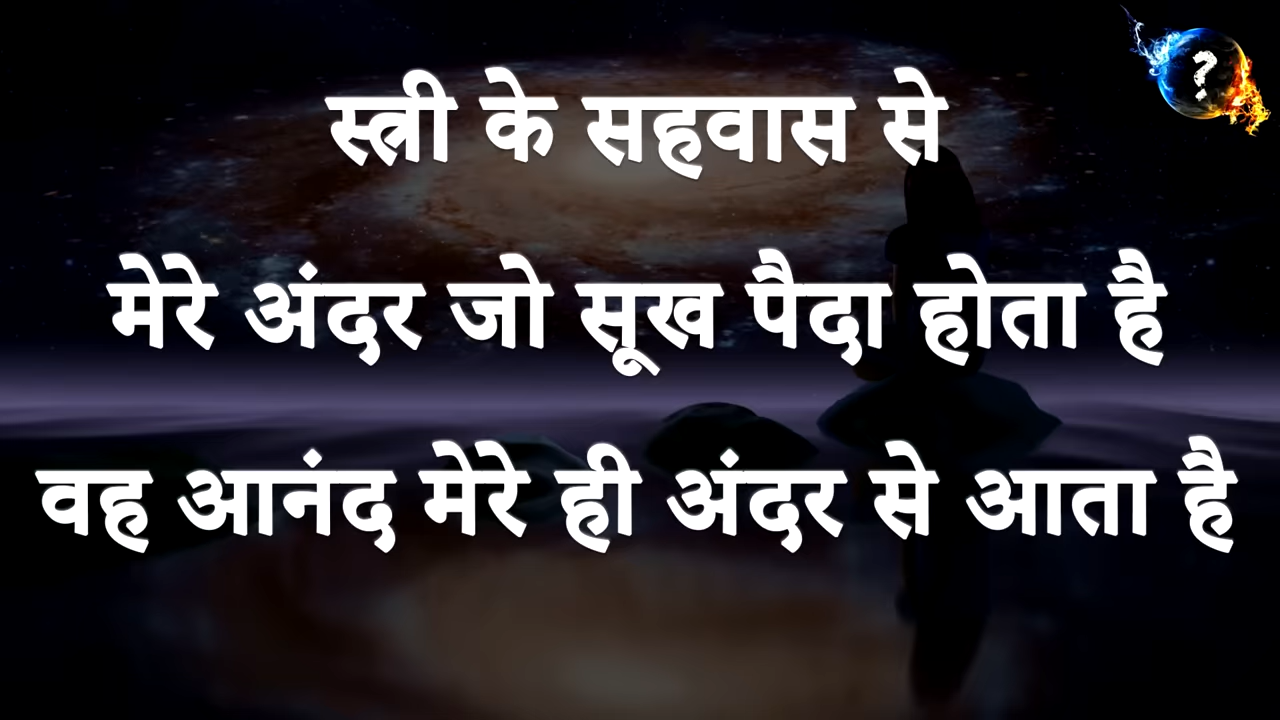 स्त्री के सहवास से
मेरे अंदर जो सूख पैदा होता है
वह आनंद मेरे ही अंदर से आता है
?